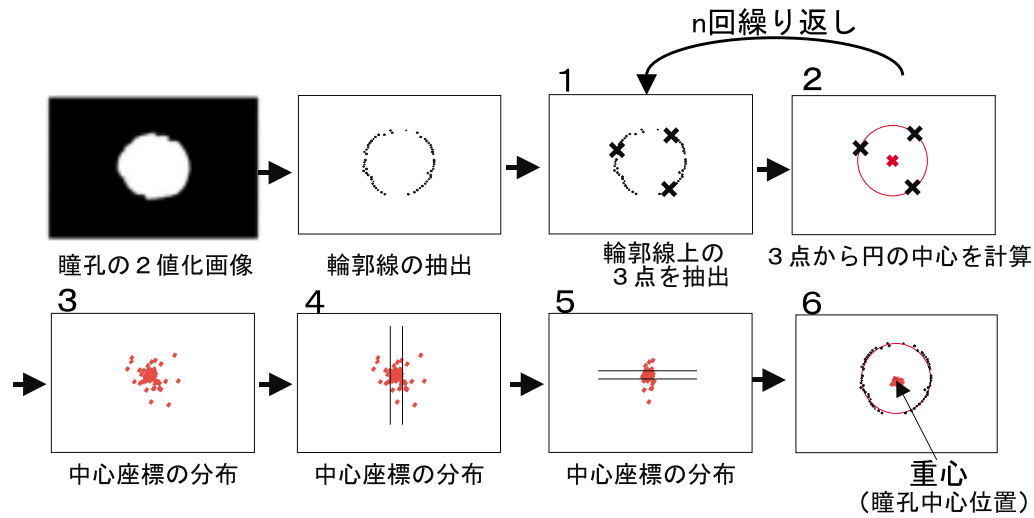 n回繰り返し
1
2
瞳孔の２値化画像
輪郭線の抽出
輪郭線上の
３点を抽出
３点から円の中心を計算
3
4
5
6
中心座標の分布
中心座標の分布
中心座標の分布
重心
（瞳孔中心位置）